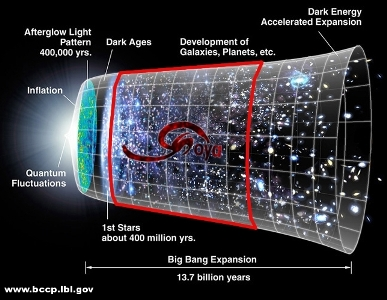 Dark Energy
Accelerated Expansion
Afterglow Light
Pattern
400,000 yrs.
Dark Ages
Development of
Galaxies, Planets, etc.
Inflation
Quantum
Fluctuations
1st Stars
about 400 million yrs.
Big Bang Expansion
13.7 billion years
www.bccp.lbl.gov